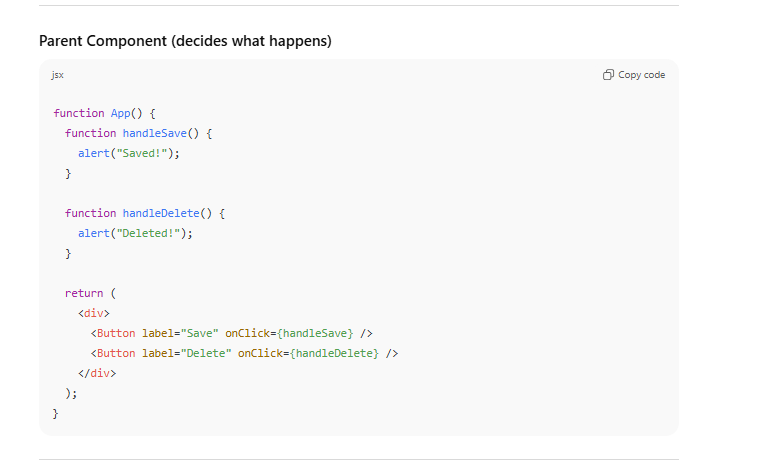 Parent Component (decides what happens)
jsx
Copy code
function App() {
  function handleSave() {
    alert("Saved!");
  }

  function handleDelete() {
    alert("Deleted!");
  }

  return (
    <div>
      <Button label="Save" onClick={handleSave} />
      <Button label="Delete" onClick={handleDelete} />
    </div>
  );
}